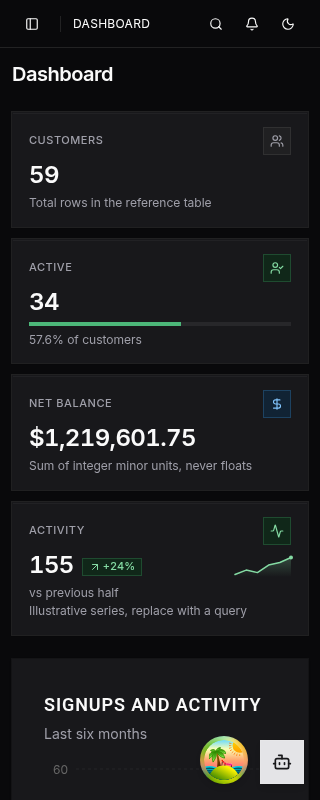 DASHBOARD
Dashboard
CUSTOMERS
59
Total rows in the reference table
ACTIVE
34
57.6% of customers
NET BALANCE
$1,219,601.75
Sum of integer minor units, never floats
ACTIVITY
155 +24%
vs previous half
Illustrative series, replace with a query
SIGNUPS AND ACTIVITY
Last six months
60